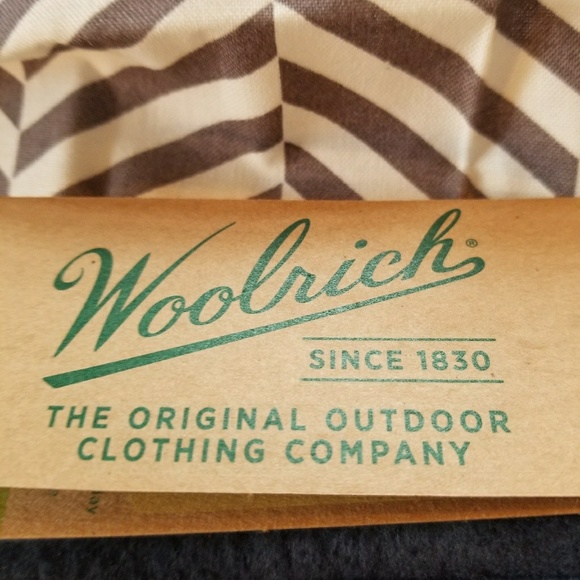 Woolrich®
SINCE 1830
THE ORIGINAL OUTDOOR
CLOTHING COMPANY